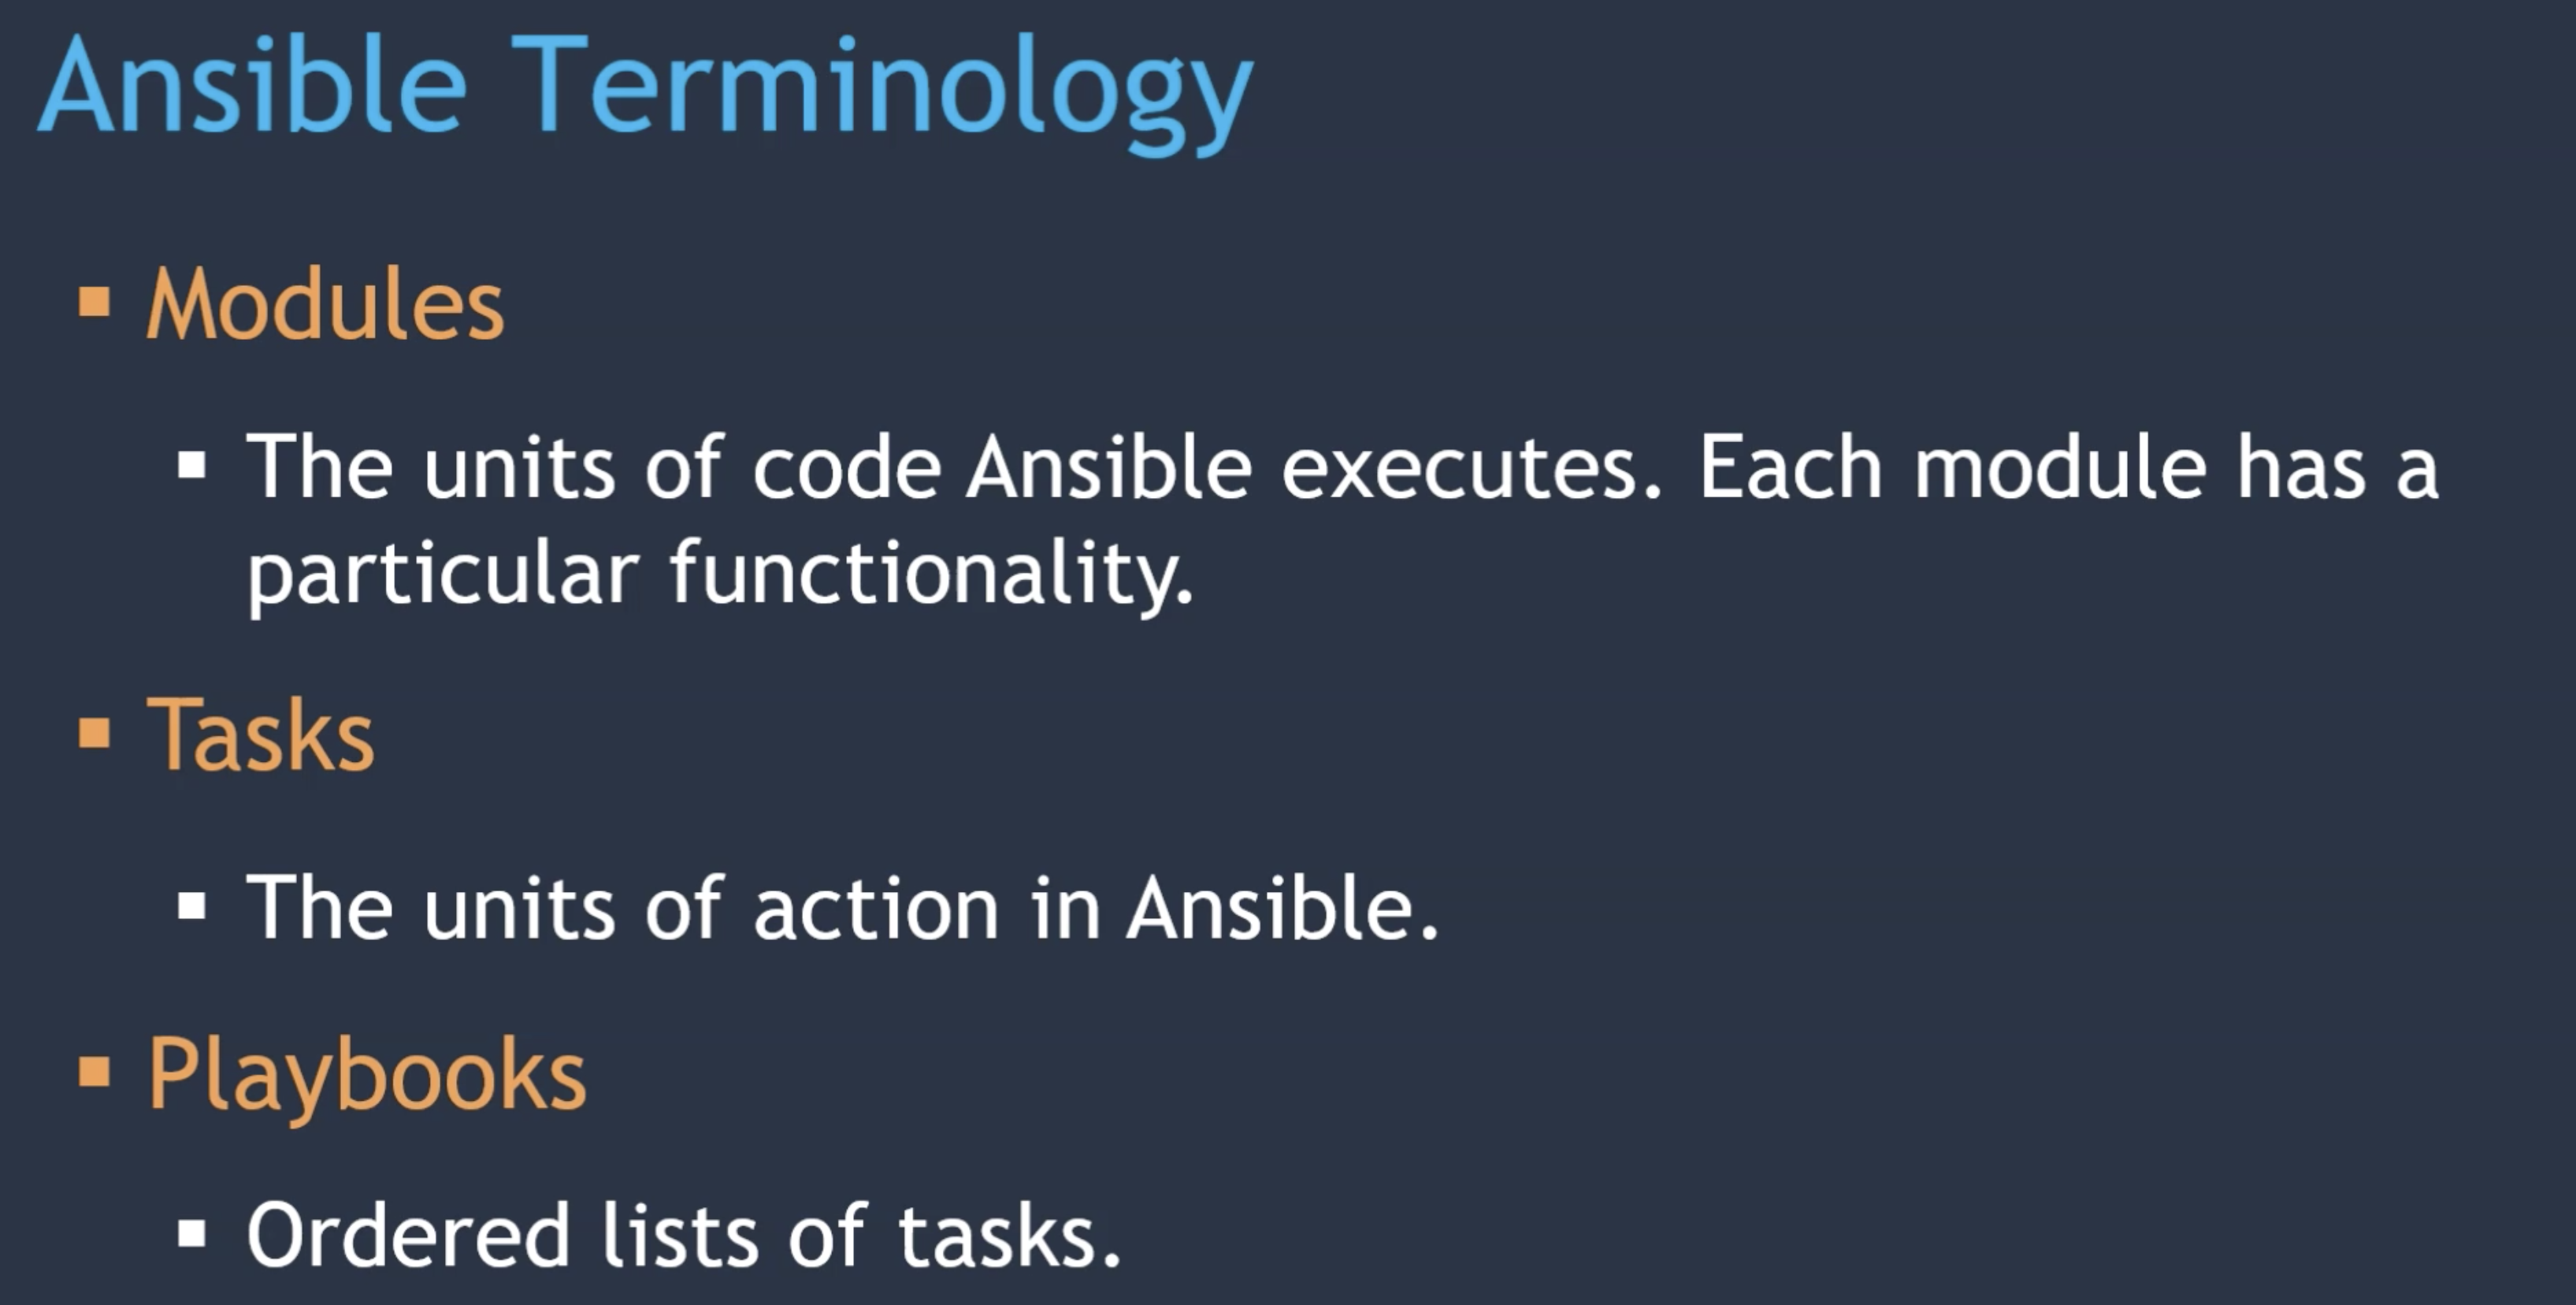 Ansible Terminology
▪ Modules
▪ The units of code Ansible executes. Each module has a
particular functionality.
▪ Tasks
▪ The units of action in Ansible.
▪ Playbooks
▪ Ordered lists of tasks.